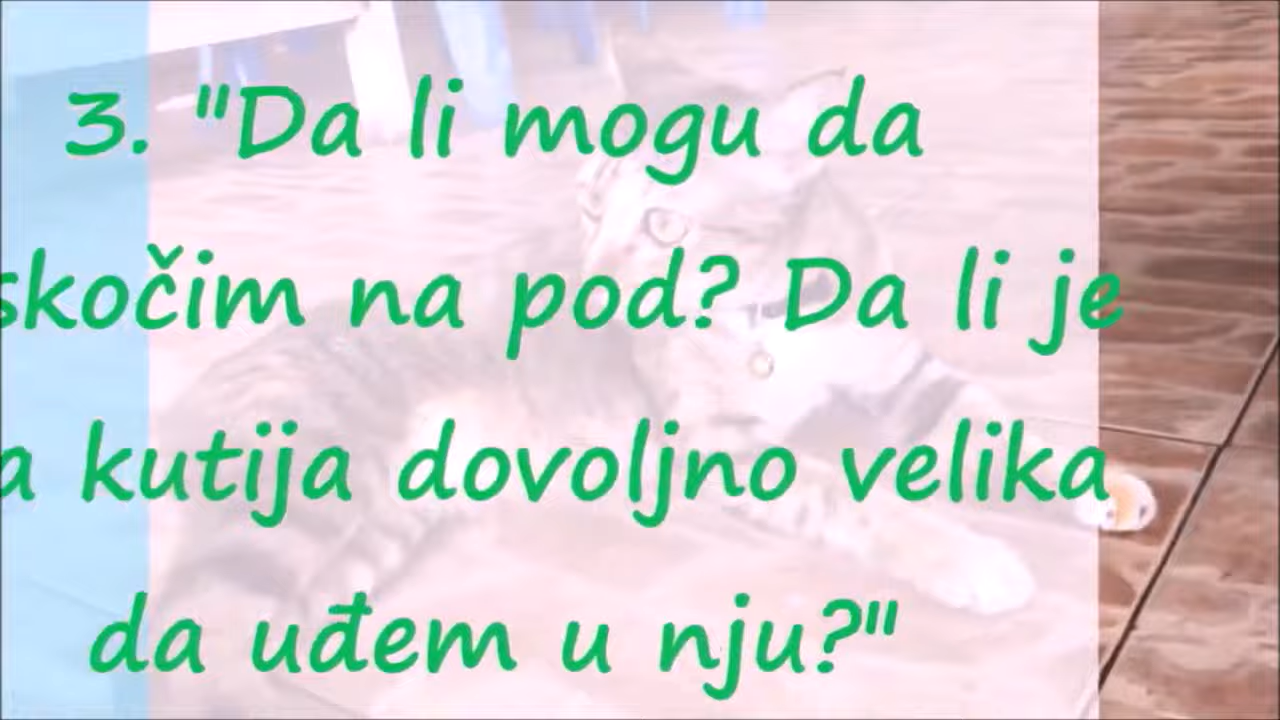 3. "Da li mogu da
skočim na pod? Da li je
a kutija dovoljno velika
da uđem u nju?"